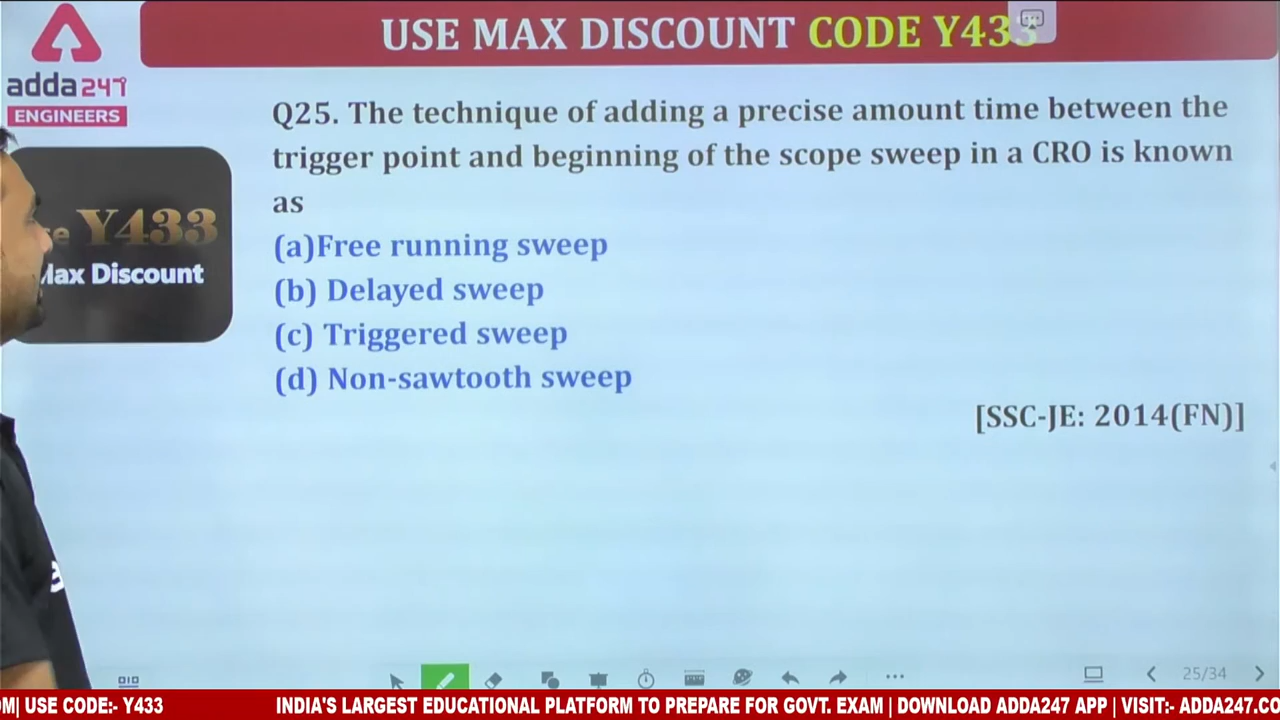 USE MAX DISCOUNT CODE Y433
adda247
ENGINEERS
Q25. The technique of adding a precise amount time between the
trigger point and beginning of the scope sweep in a CRO is known
as
Y433
Max Discount
(a)Free running sweep
(b) Delayed sweep
(c) Triggered sweep
(d) Non-sawtooth sweep
[SSC-JE: 2014(FN)]
25/34
USE CODE:- Y433 INDIA'S LARGEST EDUCATIONAL PLATFORM TO PREPARE FOR GOVT. EXAM | DOWNLOAD ADDA247 APP | VISIT:- ADDA247.CO